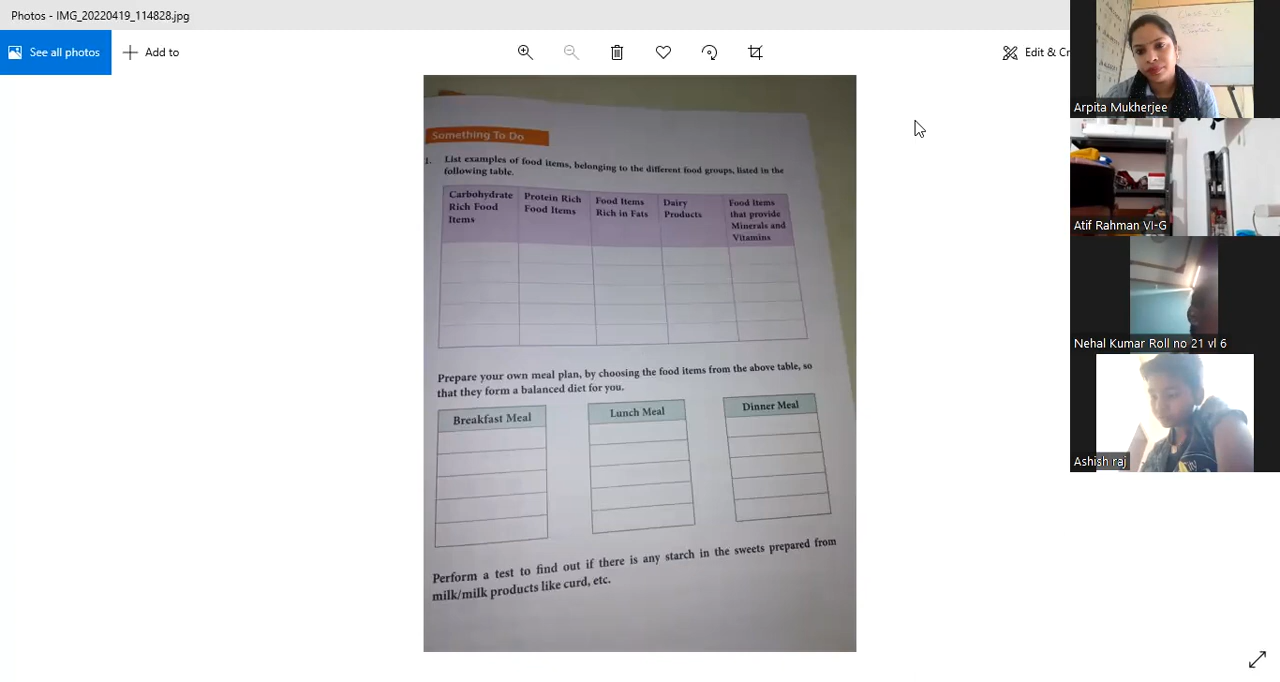 Photos - IMG_20220419_114828.jpg
See all photos
Add to
Edit & Cr
Something To Do
1. List examples of food items, belonging to the different food groups, listed in the
following table.
Carbohydrate
Rich Food
Items
Protein Rich
Food Items
Food Items
Rich in Fats
Dairy
Products
Food Items
that provide
Minerals and
Vitamins
Prepare your own meal plan, by choosing the food items from the above table, so
that they form a balanced diet for you.
Breakfast Meal
Lunch Meal
Dinner Meal
Perform a test to find out if there is any starch in the sweets prepared from
milk/milk products like curd, etc.
Arpita Mukherjee
Atif Rahman VI-G
Nehal Kumar Roll no 21 vl 6
Ashish raj